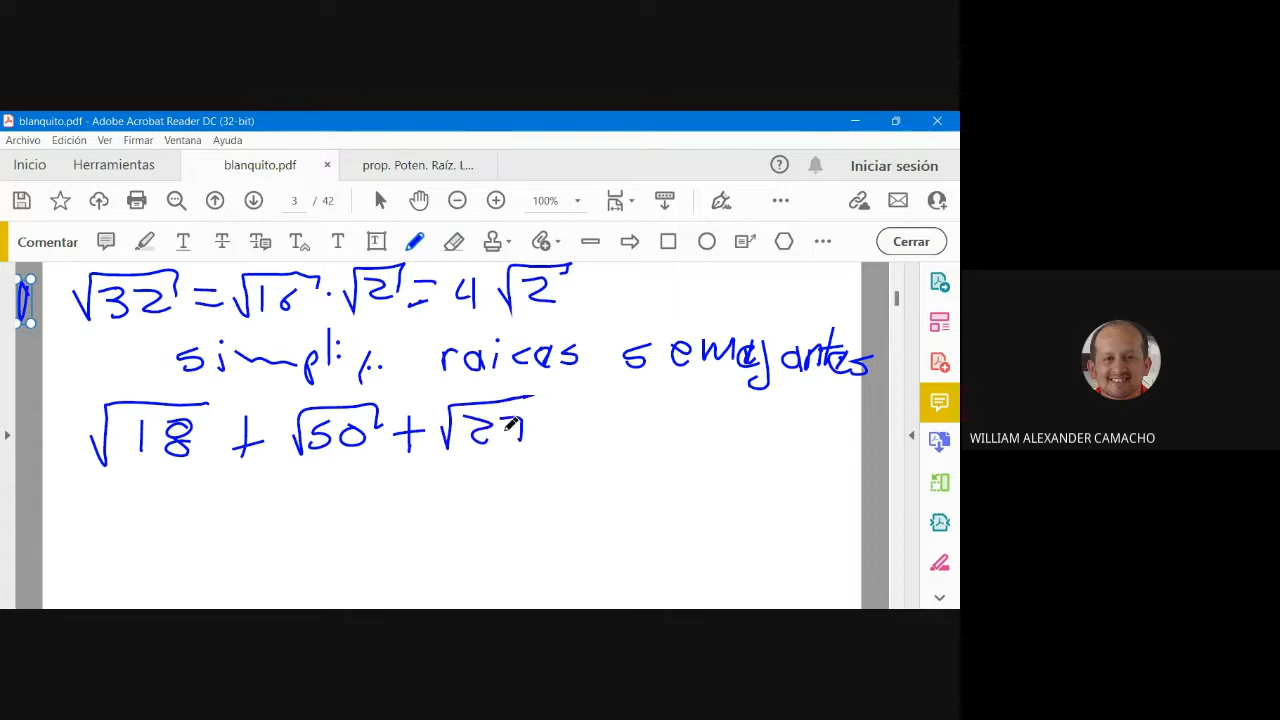 blanquito.pdf - Adobe Acrobat Reader DC (32-bit)
Archivo Edición Ver Firmar Ventana Ayuda
Inicio Herramientas blanquito.pdf × prop. Poten. Raíz. L... ? Iniciar sesión
3 / 42 100%
Comentar Cerrar
√32 = √16 · √2 = 4 √2
simplif. raices semejantes
√18 + √50 + √27
WILLIAM ALEXANDER CAMACHO